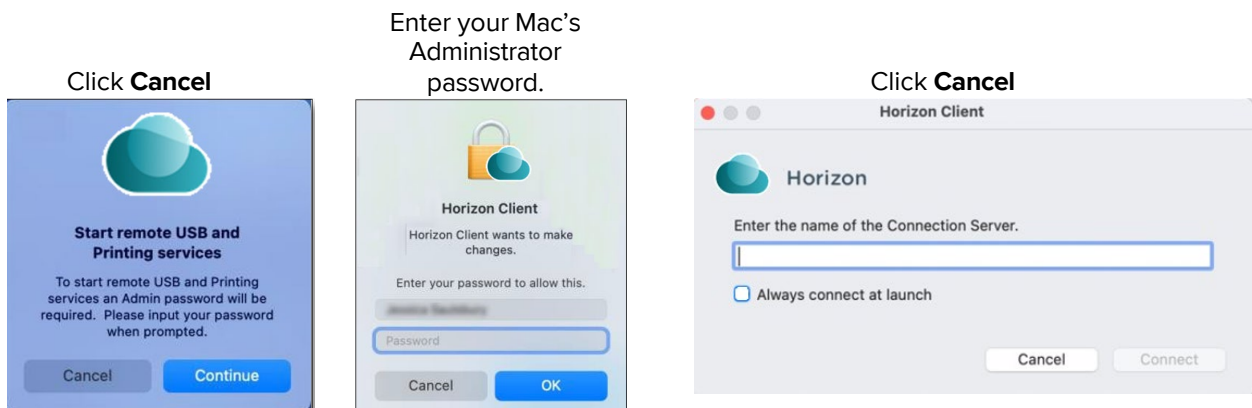 Click Cancel
Start remote USB and
Printing services
To start remote USB and Printing
services an Admin password will be
required. Please input your password
when prompted.
Cancel Continue
Enter your Mac's
Administrator
password.
Horizon Client
Horizon Client wants to make
changes.
Enter your password to allow this.
Password
Cancel OK
Click Cancel
Horizon Client
Horizon
Enter the name of the Connection Server.
Always connect at launch
Cancel Connect